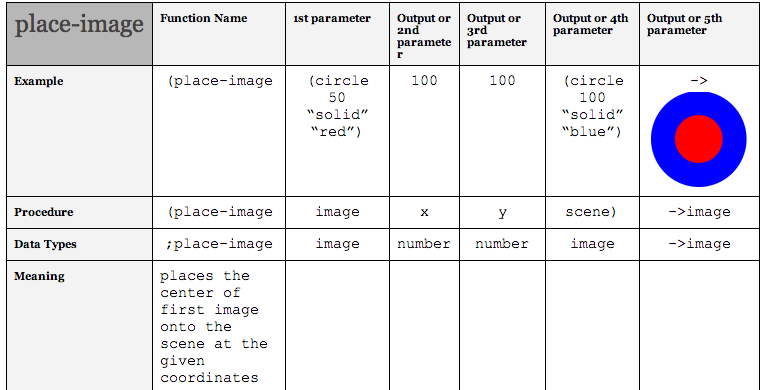 place-image
Function Name
1st parameter
Output or
2nd
paramete
r
Output or
3rd
parameter
Output or 4th
parameter
Output or 5th
parameter
Example
(place-image
(circle
50
“solid”
“red”)
100
100
(circle
100
“solid”
“blue”)
->
Procedure
(place-image
image
x
y
scene)
->image
Data Types
;place-image
image
number
number
image
->image
Meaning
places the
center of
first image
onto the
scene at the
given
coordinates